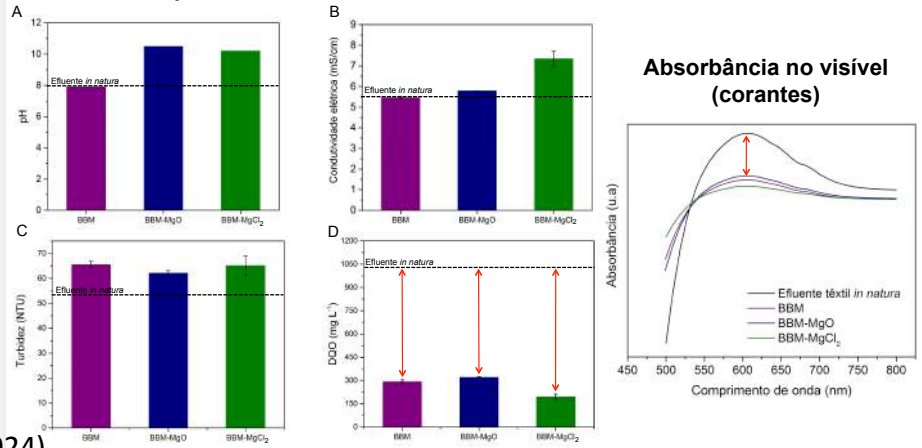 A
12
10
8
6
4
2
0
pH
Efluente in natura
BBM
BBM-MgO
BBM-MgCl₂
B
9
8
7
6
5
4
3
2
1
0
Condutividade elétrica (mS/cm)
Efluente in natura
BBM
BBM-MgO
BBM-MgCl₂
C
70
60
50
40
30
20
10
0
Turbidez (NTU)
Efluente in natura
BBM
BBM-MgO
BBM-MgCl₂
D
1200
1050
900
750
600
450
300
150
0
DQO (mg L⁻¹)
Efluente in natura
BBM
BBM-MgO
BBM-MgCl₂
Absorbância no visível
(corantes)
Absorbância (u.a)
Efluente têxtil in natura
BBM
BBM-MgO
BBM-MgCl₂
450 500 550 600 650 700 750 800
Comprimento de onda (nm)